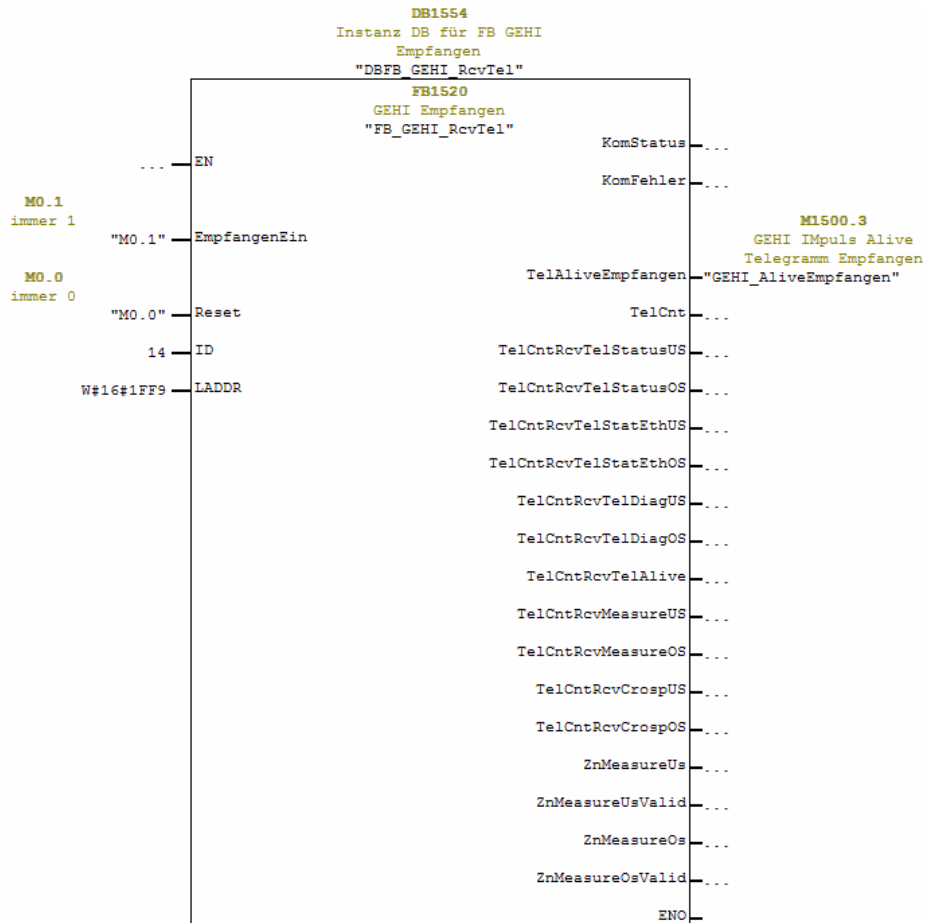 DB1554
Instanz DB für FB GEHI
Empfangen
"DBFB_GEHI_RcvTel"
FB1520
GEHI Empfangen
"FB_GEHI_RcvTel"
KomStatus ...
... EN
KomFehler ...
M0.1
immer 1
"M0.1" EmpfangenEin
M1500.3
GEHI IMpuls Alive
Telegramm Empfangen
TelAliveEmpfangen "GEHI_AliveEmpfangen"
M0.0
immer 0
"M0.0" Reset
TelCnt ...
14 ID
TelCntRcvTelStatusUS ...
W#16#1FF9 LADDR
TelCntRcvTelStatusOS ...
TelCntRcvTelStatEthUS ...
TelCntRcvTelStatEthOS ...
TelCntRcvTelDiagUS ...
TelCntRcvTelDiagOS ...
TelCntRcvTelAlive ...
TelCntRcvMeasureUS ...
TelCntRcvMeasureOS ...
TelCntRcvCrospUS ...
TelCntRcvCrospOS ...
ZnMeasureUs ...
ZnMeasureUsValid ...
ZnMeasureOs ...
ZnMeasureOsValid ...
ENO